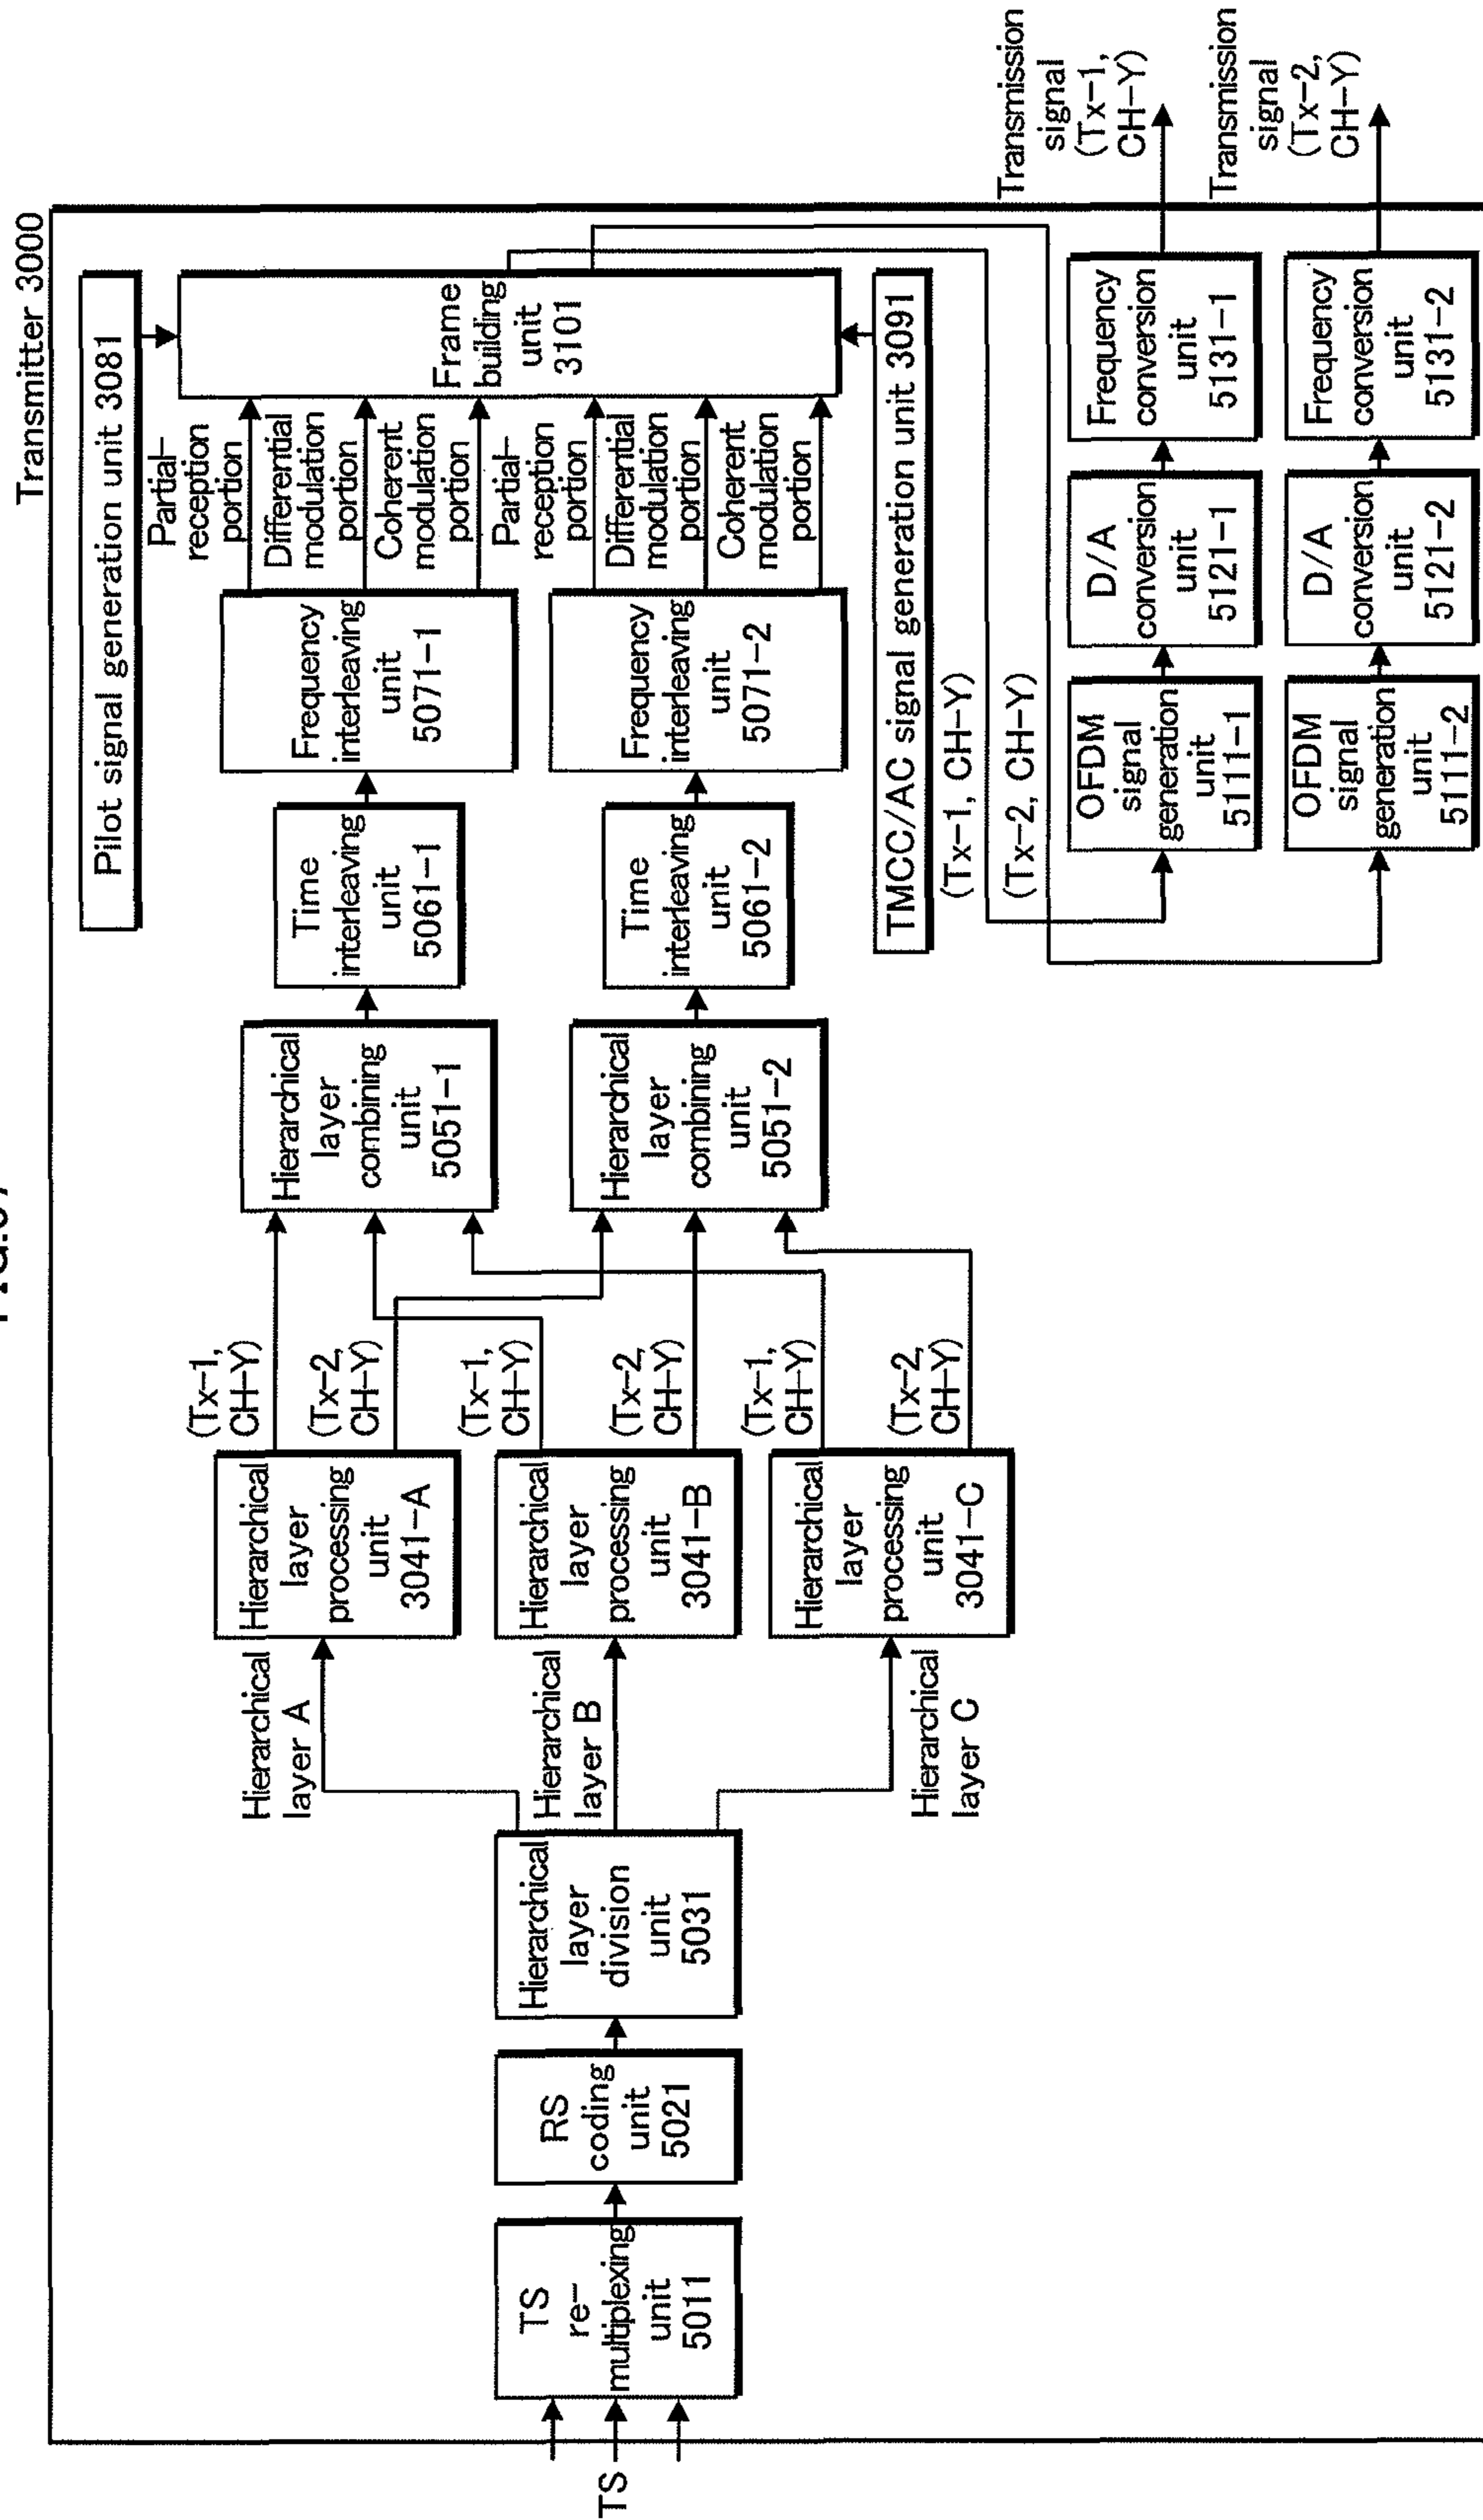 Transmitter 3000
TS
TS
re-
multiplexing
unit
5011
RS
coding
unit
5021
Hierarchical
layer
division
unit
5031
Hierarchical
layer A
Hierarchical
layer B
Hierarchical
layer C
Hierarchical
layer
processing
unit
3041-A
Hierarchical
layer
processing
unit
3041-B
Hierarchical
layer
processing
unit
3041-C
(Tx-1,
CH-Y)
(Tx-2,
CH-Y)
(Tx-1,
CH-Y)
(Tx-2,
CH-Y)
(Tx-1,
CH-Y)
(Tx-2,
CH-Y)
Hierarchical
layer
combining
unit
5051-1
Hierarchical
layer
combining
unit
5051-2
Time
interleaving
unit
5061-1
Time
interleaving
unit
5061-2
Frequency
interleaving
unit
5071-1
Frequency
interleaving
unit
5071-2
Pilot signal generation unit 3081
Partial-
reception
portion
Differential
modulation
portion
Coherent
modulation
portion
Partial-
reception
portion
Differential
modulation
portion
Coherent
modulation
portion
Frame
building
unit
3101
TMCC/AC signal generation unit 3091
(Tx-1, CH-Y)
(Tx-2, CH-Y)
OFDM
signal
generation
unit
5111-1
D/A
conversion
unit
5121-1
Frequency
conversion
unit
5131-1
Transmission
signal
(Tx-1,
CH-Y)
OFDM
signal
generation
unit
5111-2
D/A
conversion
unit
5121-2
Frequency
conversion
unit
5131-2
Transmission
signal
(Tx-2,
CH-Y)